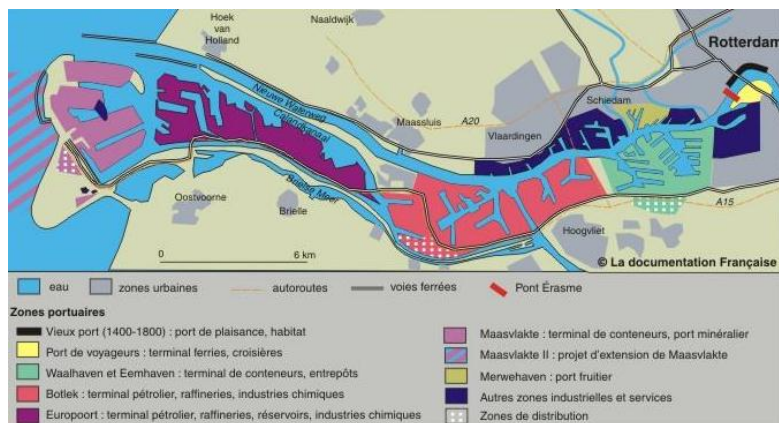 Hoek
van
Holland
Naaldwijk
Rotterdam
Nieuwe Waterweg
Calandkanaal
Maassluis
A20
Schiedam
Vlaardingen
Brielse Meer
Oostvoorne
Brielle
Hoogvliet
A15
0 6 km
© La documentation Française
eau
zones urbaines
autoroutes
voies ferrées
Pont Érasme
Zones portuaires
Vieux port (1400-1800) : port de plaisance, habitat
Port de voyageurs : terminal ferries, croisières
Waalhaven et Eemhaven : terminal de conteneurs, entrepôts
Botlek : terminal pétrolier, raffineries, industries chimiques
Europoort : terminal pétrolier, raffineries, réservoirs, industries chimiques
Maasvlakte : terminal de conteneurs, port minéralier
Maasvlakte II : projet d'extension de Maasvlakte
Merwehaven : port fruitier
Autres zones industrielles et services
Zones de distribution